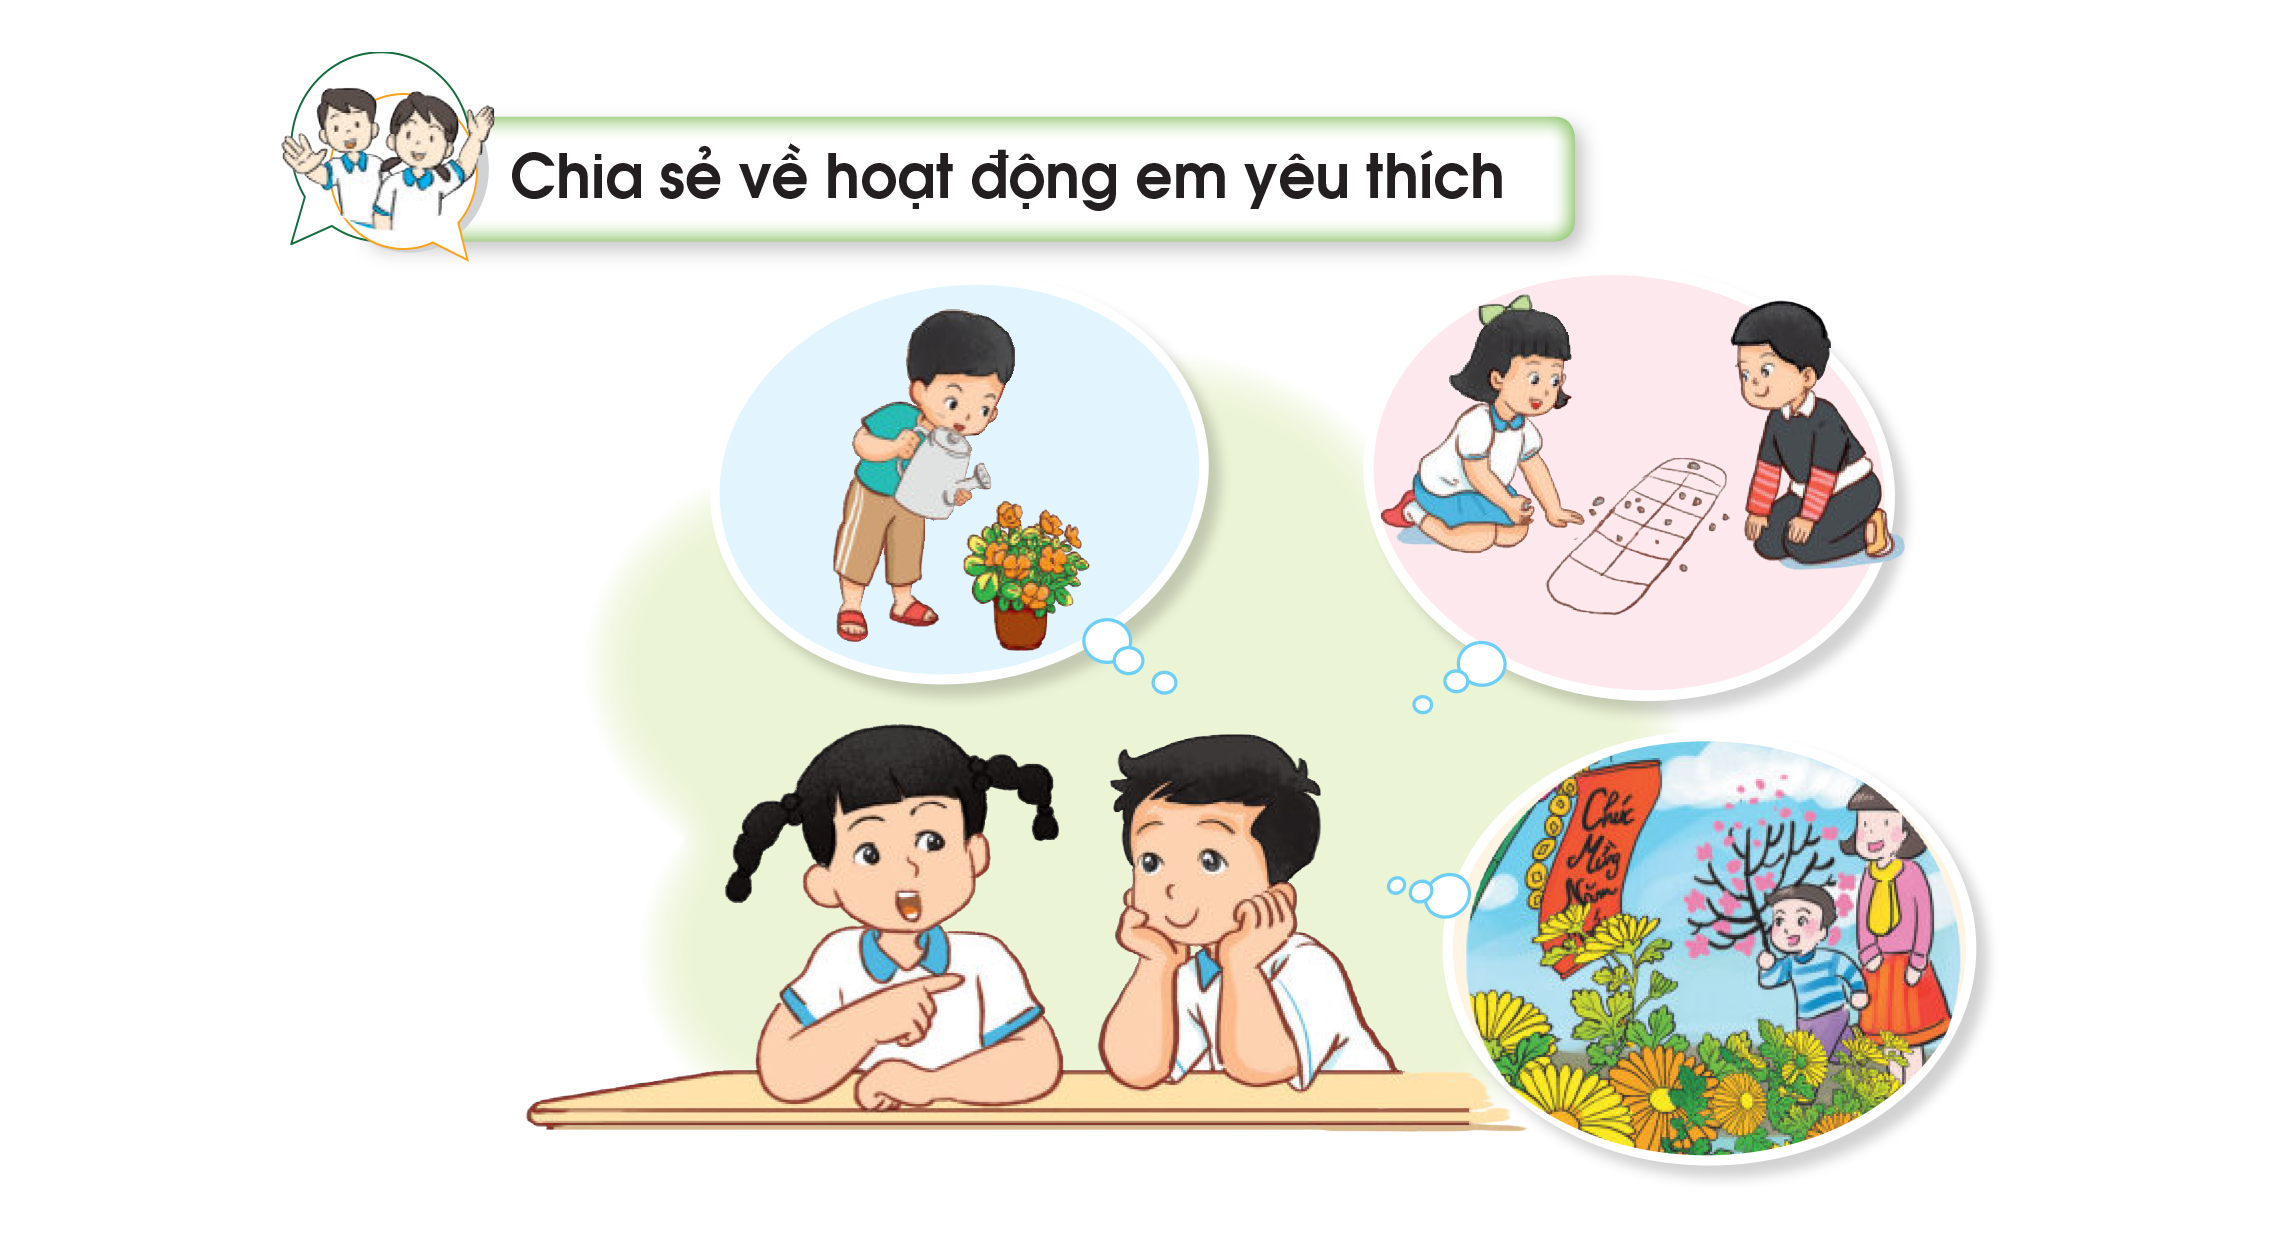 Chia sẻ về hoạt động em yêu thích
Chúc
Mừng
Năm